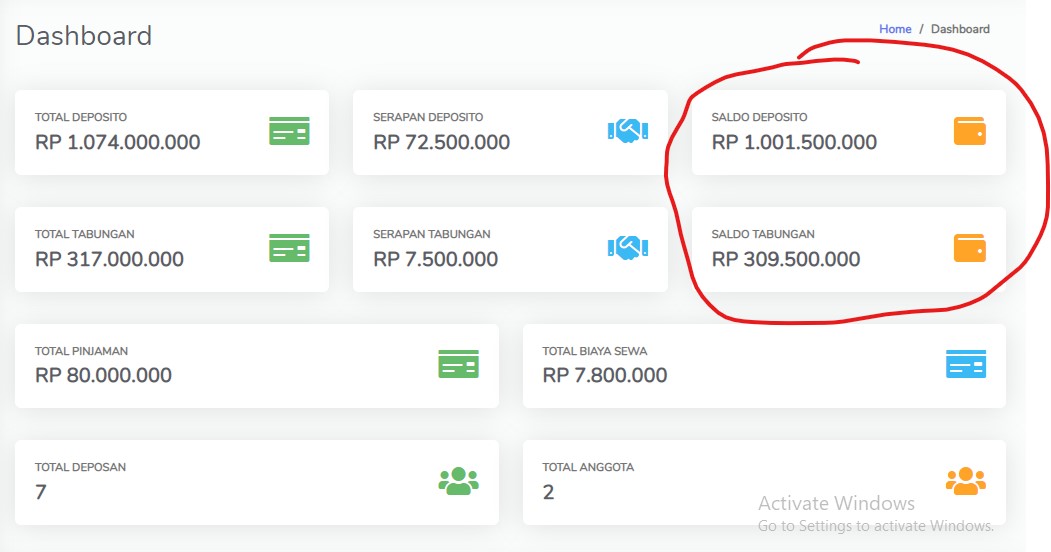 Dashboard
Home / Dashboard
TOTAL DEPOSITO
RP 1.074.000.000
SERAPAN DEPOSITO
RP 72.500.000
SALDO DEPOSITO
RP 1.001.500.000
TOTAL TABUNGAN
RP 317.000.000
SERAPAN TABUNGAN
RP 7.500.000
SALDO TABUNGAN
RP 309.500.000
TOTAL PINJAMAN
RP 80.000.000
TOTAL BIAYA SEWA
RP 7.800.000
TOTAL DEPOSAN
7
TOTAL ANGGOTA
2
Activate Windows
Go to Settings to activate Windows.